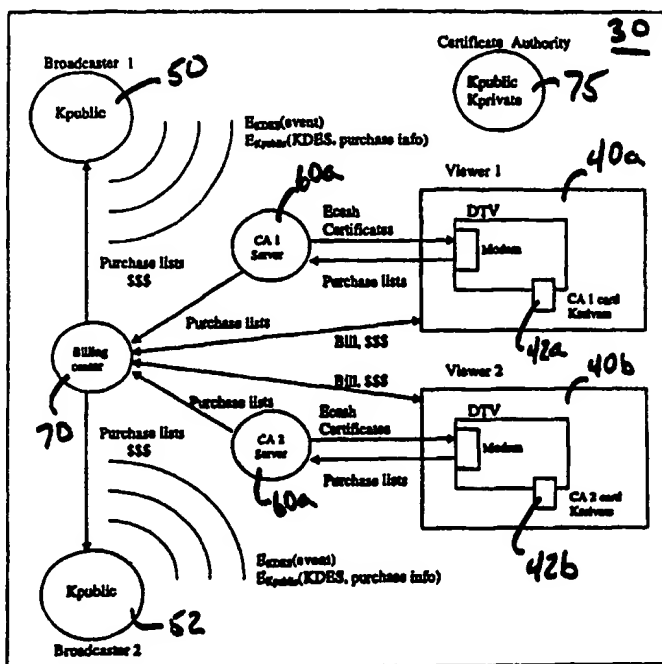 30
Certificate Authority
Kpublic
Kprivate
75
Broadcaster 1
50
Kpublic
EKDES(event)
EKpublic(KDES, purchase info)
60a
CA 1
Server
Ecash
Certificates
Purchase lists
Viewer 1
40a
DTV
Modem
CA 1 card
Kprivate
42a
Purchase lists
$$$
Purchase lists
Bill, $$$
Billing
center
70
Bill, $$$
Purchase lists
Viewer 2
40b
DTV
Modem
CA 2 card
Kprivate
42b
CA 2
Server
60a
Ecash
Certificates
Purchase lists
Purchase lists
$$$
EKDES(event)
EKpublic(KDES, purchase info)
Kpublic
52
Broadcaster 2